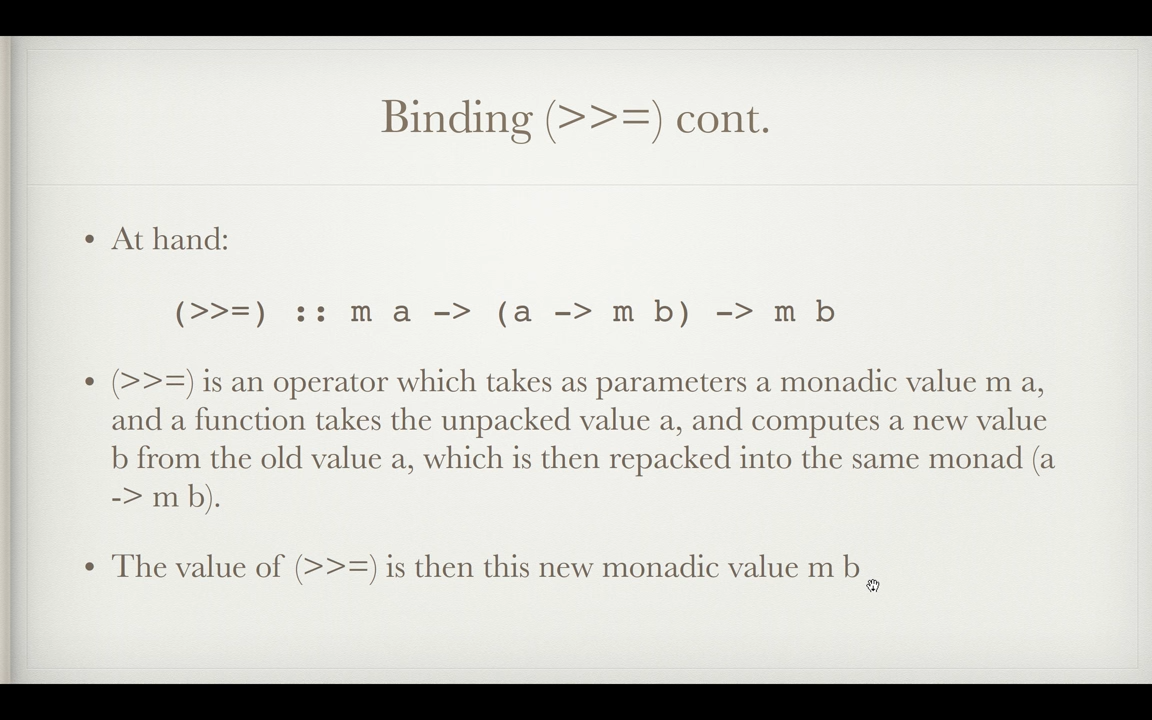 Binding (>>=) cont.
• At hand:
(>>=) :: m a -> (a -> m b) -> m b
• (>>=) is an operator which takes as parameters a monadic value m a,
and a function takes the unpacked value a, and computes a new value
b from the old value a, which is then repacked into the same monad (a
-> m b).
• The value of (>>=) is then this new monadic value m b